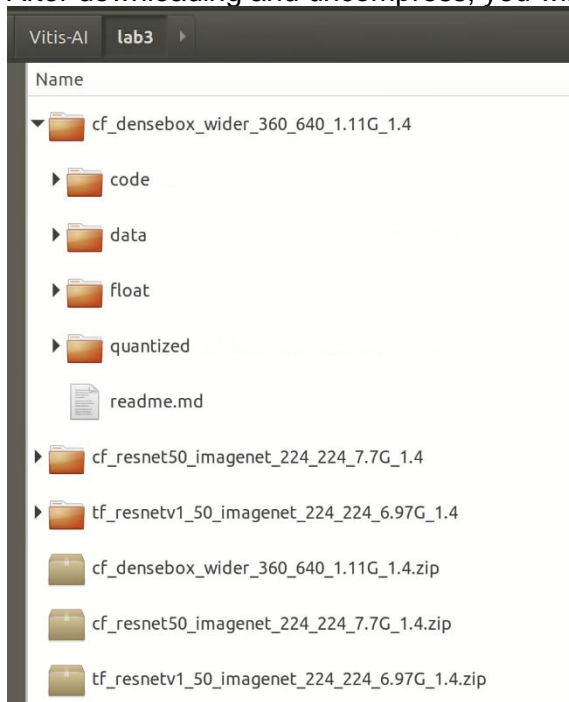 Vitis-AI lab3
Name
cf_densebox_wider_360_640_1.11G_1.4
code
data
float
quantized
readme.md
cf_resnet50_imagenet_224_224_7.7G_1.4
tf_resnetv1_50_imagenet_224_224_6.97G_1.4
cf_densebox_wider_360_640_1.11G_1.4.zip
cf_resnet50_imagenet_224_224_7.7G_1.4.zip
tf_resnetv1_50_imagenet_224_224_6.97G_1.4.zip